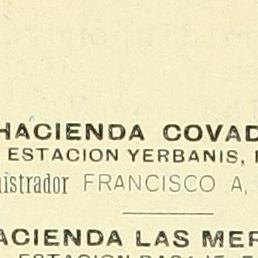 HACIENDA COVAD
ESTACION YERBANIS,
nistrador FRANCISCO A,
ACIENDA LAS MER